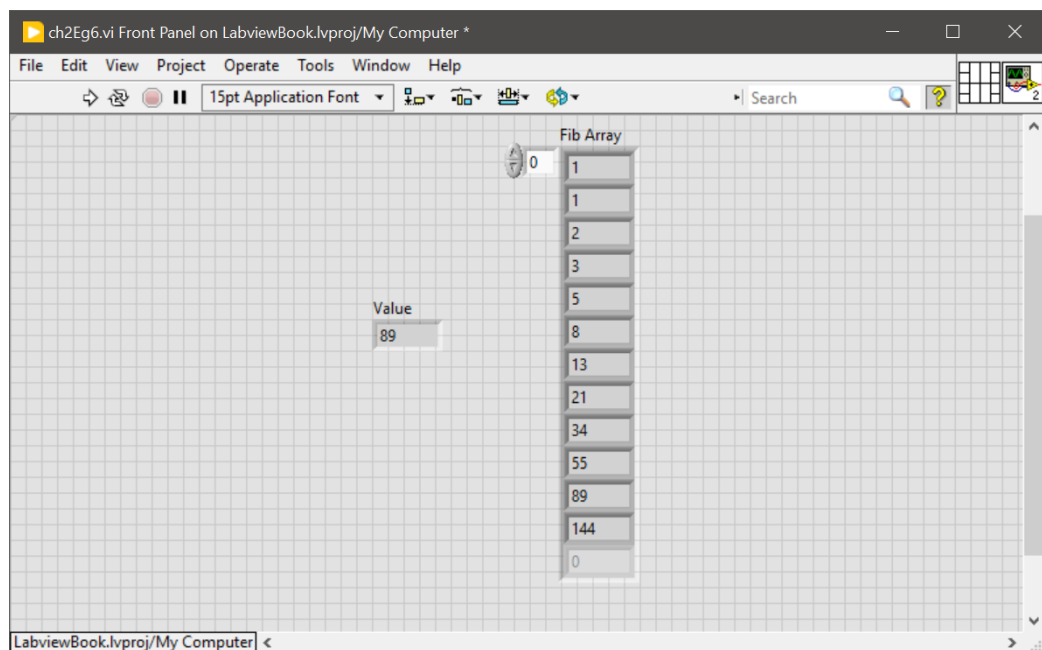 ch2Eg6.vi Front Panel on LabviewBook.lvproj/My Computer *
File Edit View Project Operate Tools Window Help
15pt Application Font Search ? 2
Fib Array
0
1
1
2
3
5
Value
89
8
13
21
34
55
89
144
0
LabviewBook.lvproj/My Computer